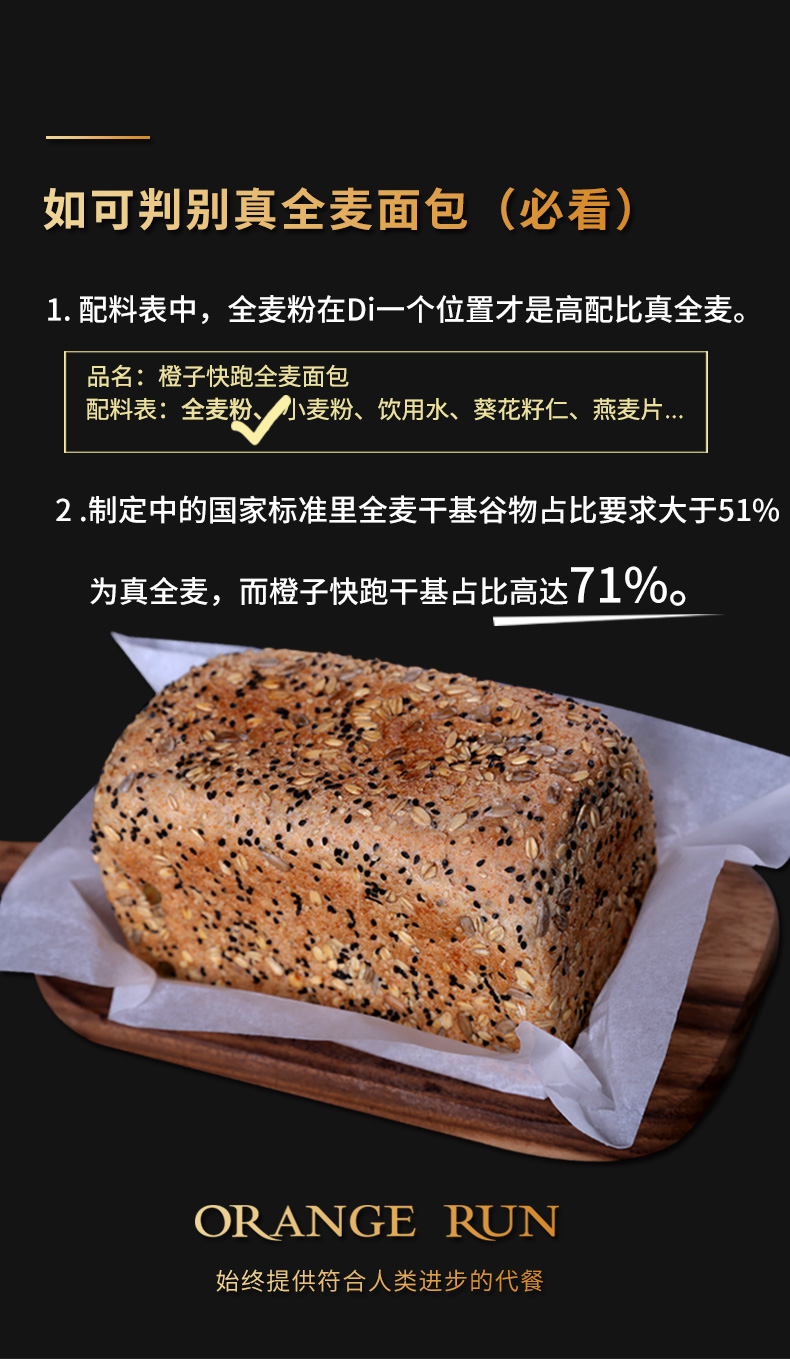 如可判别真全麦面包（必看）
1. 配料表中，全麦粉在Di一个位置才是高配比真全麦。
品名：橙子快跑全麦面包
配料表：全麦粉、小麦粉、饮用水、葵花籽仁、燕麦片...
2 .制定中的国家标准里全麦干基谷物占比要求大于51%
为真全麦，而橙子快跑干基占比高达71%。
ORANGE RUN
始终提供符合人类进步的代餐